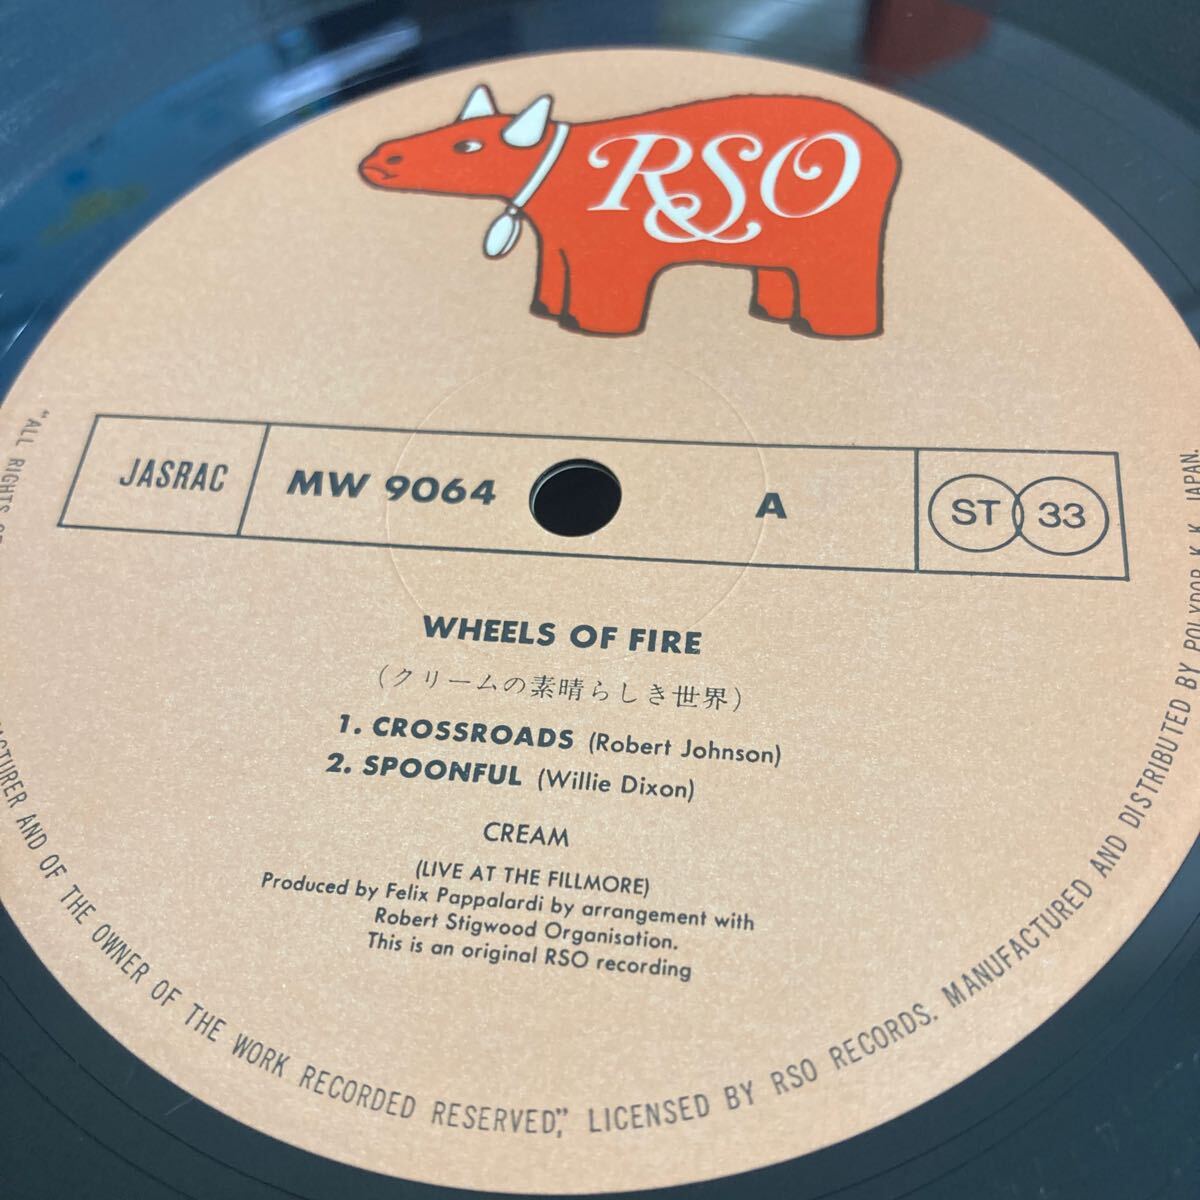 RSO
JASRAC
MW 9064
A
ST 33
WHEELS OF FIRE
(クリームの素晴らしき世界)
1. CROSSROADS (Robert Johnson)
2. SPOONFUL (Willie Dixon)
CREAM
(LIVE AT THE FILLMORE)
Produced by Felix Pappalardi by arrangement with
Robert Stigwood Organisation.
This is an original RSO recording
"ALL RIGHTS
AND OF THE OWNER OF THE WORK RECORDED RESERVED," LICENSED BY RSO RECORDS. MANUFACTURED AND DISTRIBUTED BY POLYDOR K.K. JAPAN.